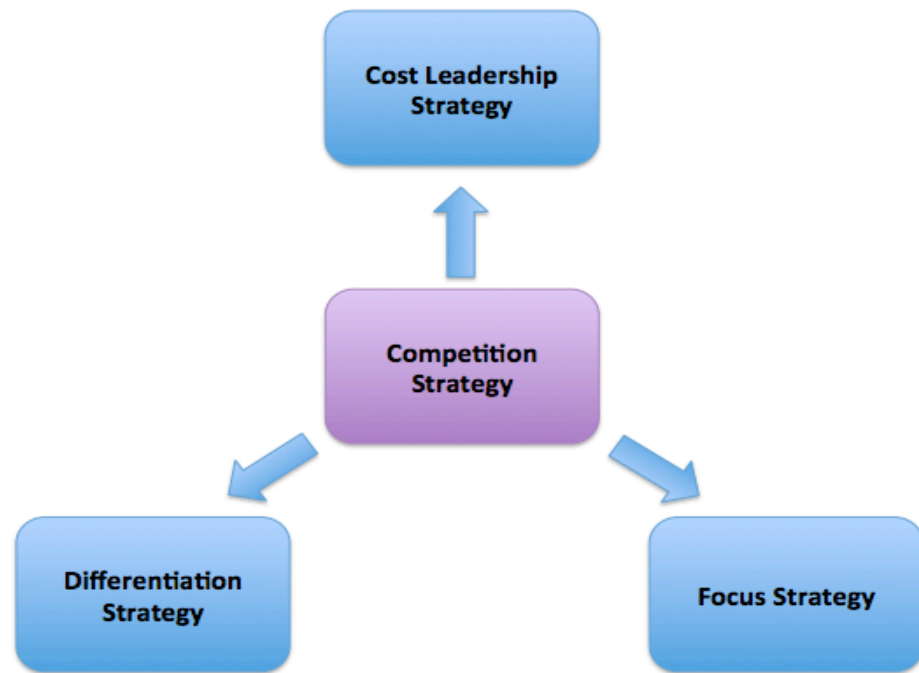 Cost Leadership
Strategy
Competition
Strategy
Differentiation
Strategy
Focus Strategy